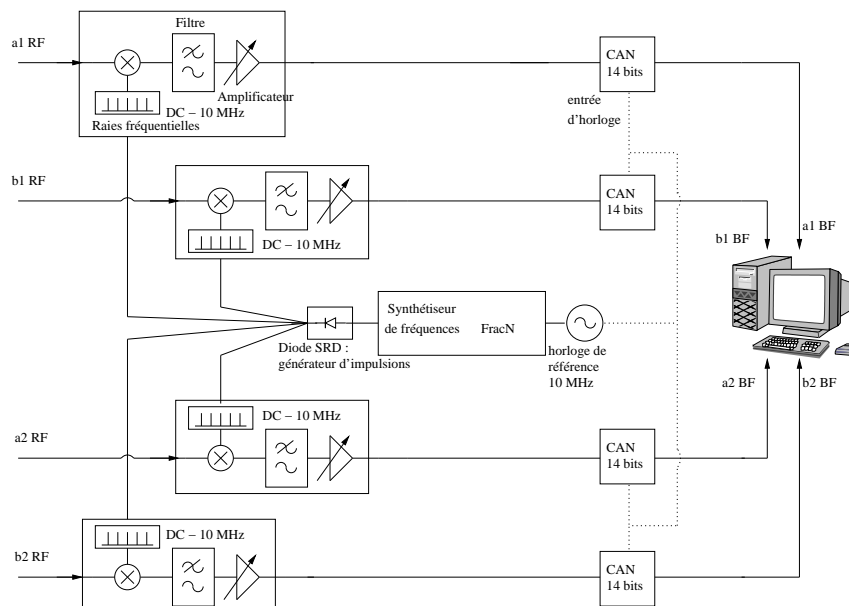 Filtre
a1 RF
CAN
14 bits
Amplificateur
DC – 10 MHz
Raies fréquentielles
entrée
d'horloge
b1 RF
CAN
14 bits
DC – 10 MHz
b1 BF
a1 BF
Synthétiseur
de fréquences
FracN
Diode SRD :
générateur d'impulsions
horloge de
référence
10 MHz
a2 BF
b2 BF
DC – 10 MHz
a2 RF
CAN
14 bits
DC – 10 MHz
b2 RF
CAN
14 bits